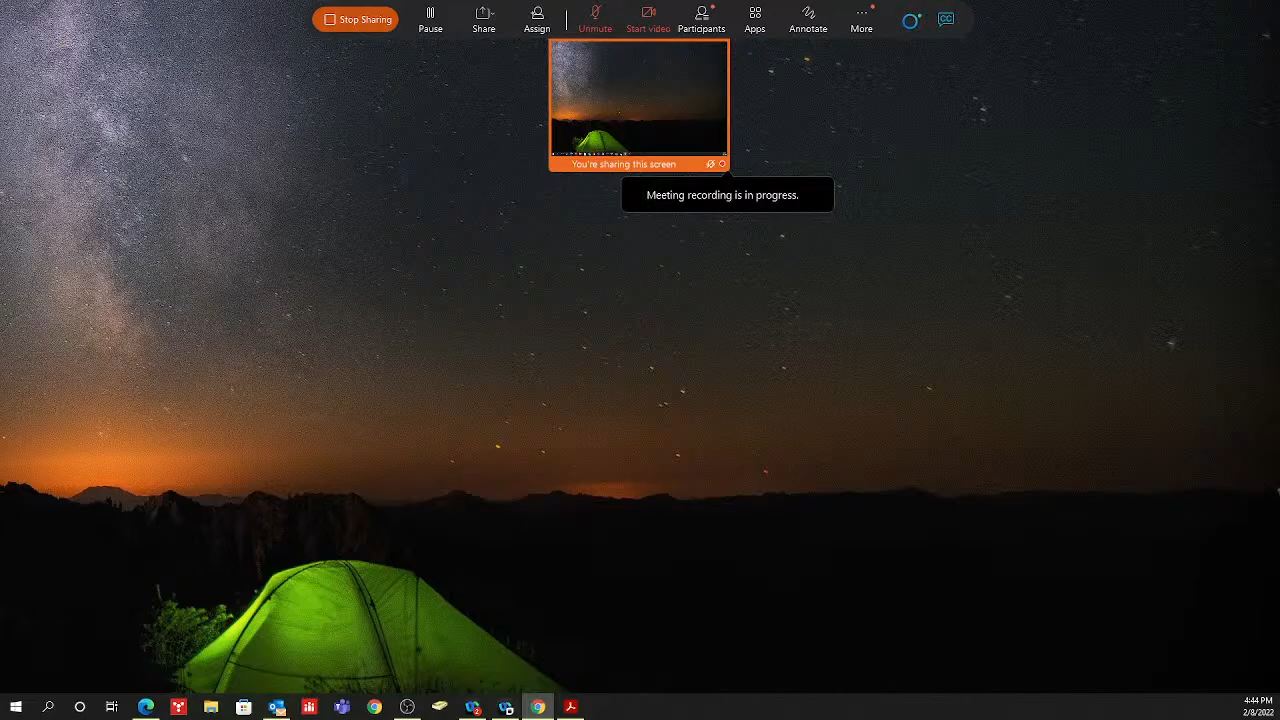 Stop Sharing
Pause
Share
Assign
Unmute
Start video
Participants
Apps
Annotate
More
CC
You're sharing this screen
Meeting recording is in progress.
4:44 PM
2/8/2022